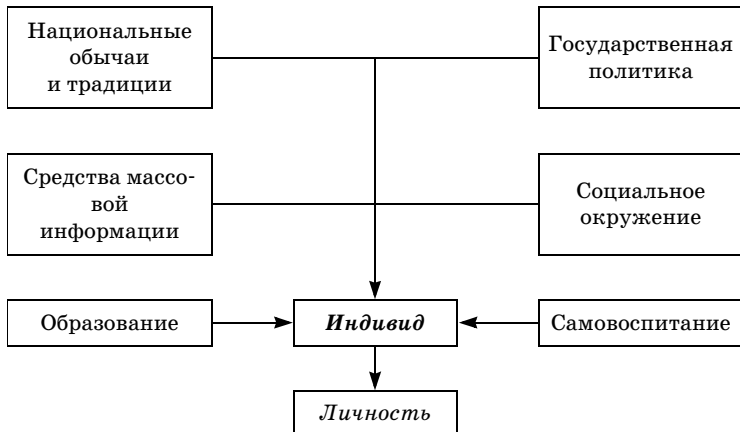 Национальные
обычаи
и традиции
Государственная
политика
Средства массо-
вой
информации
Социальное
окружение
Образование
Индивид
Самовоспитание
Личность